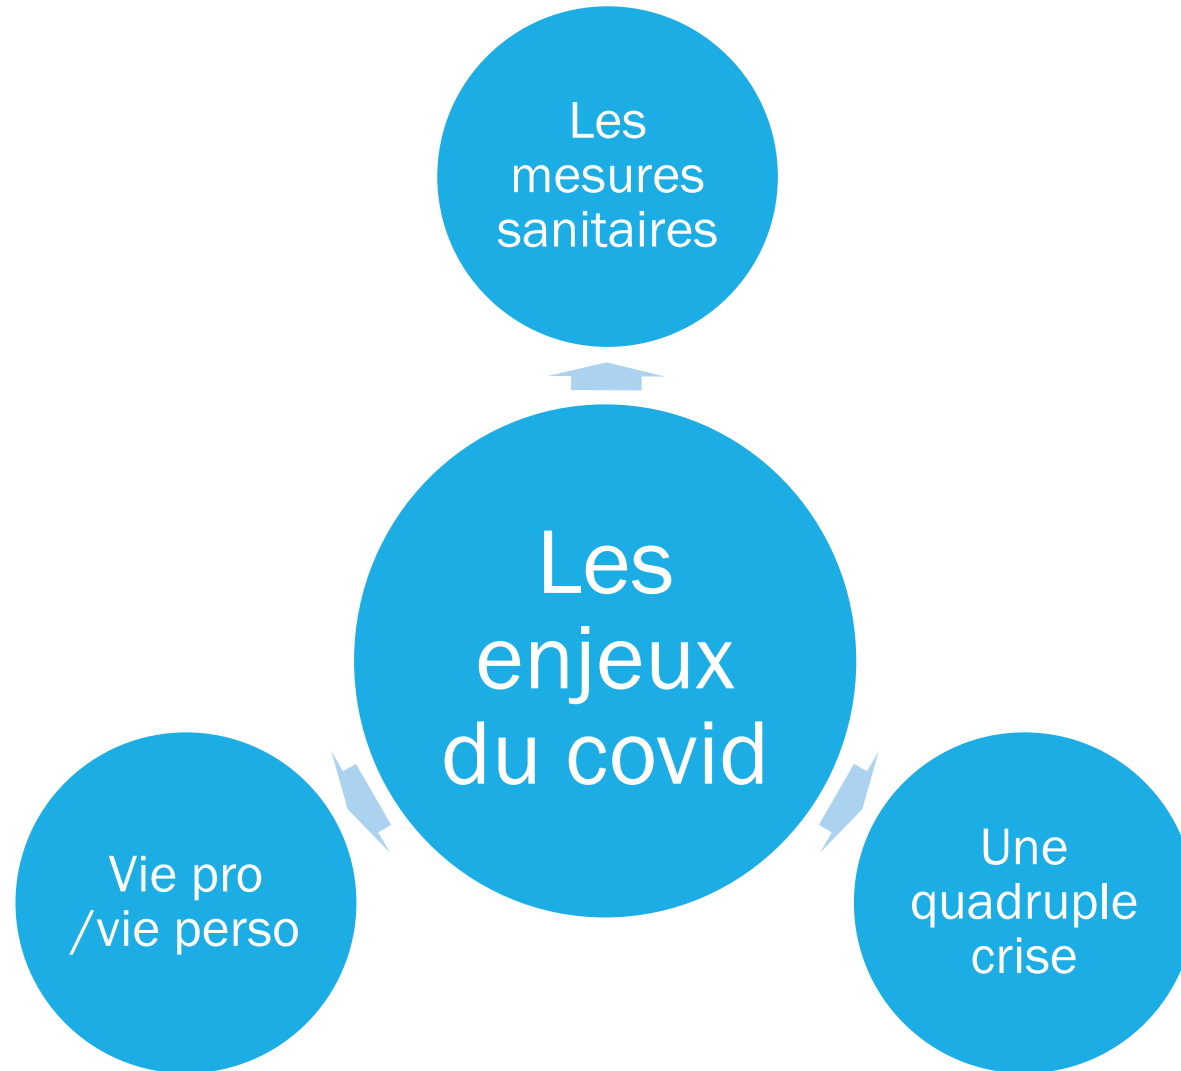 Les
mesures
sanitaires
Les
enjeux
du covid
Vie pro
/vie perso
Une
quadruple
crise